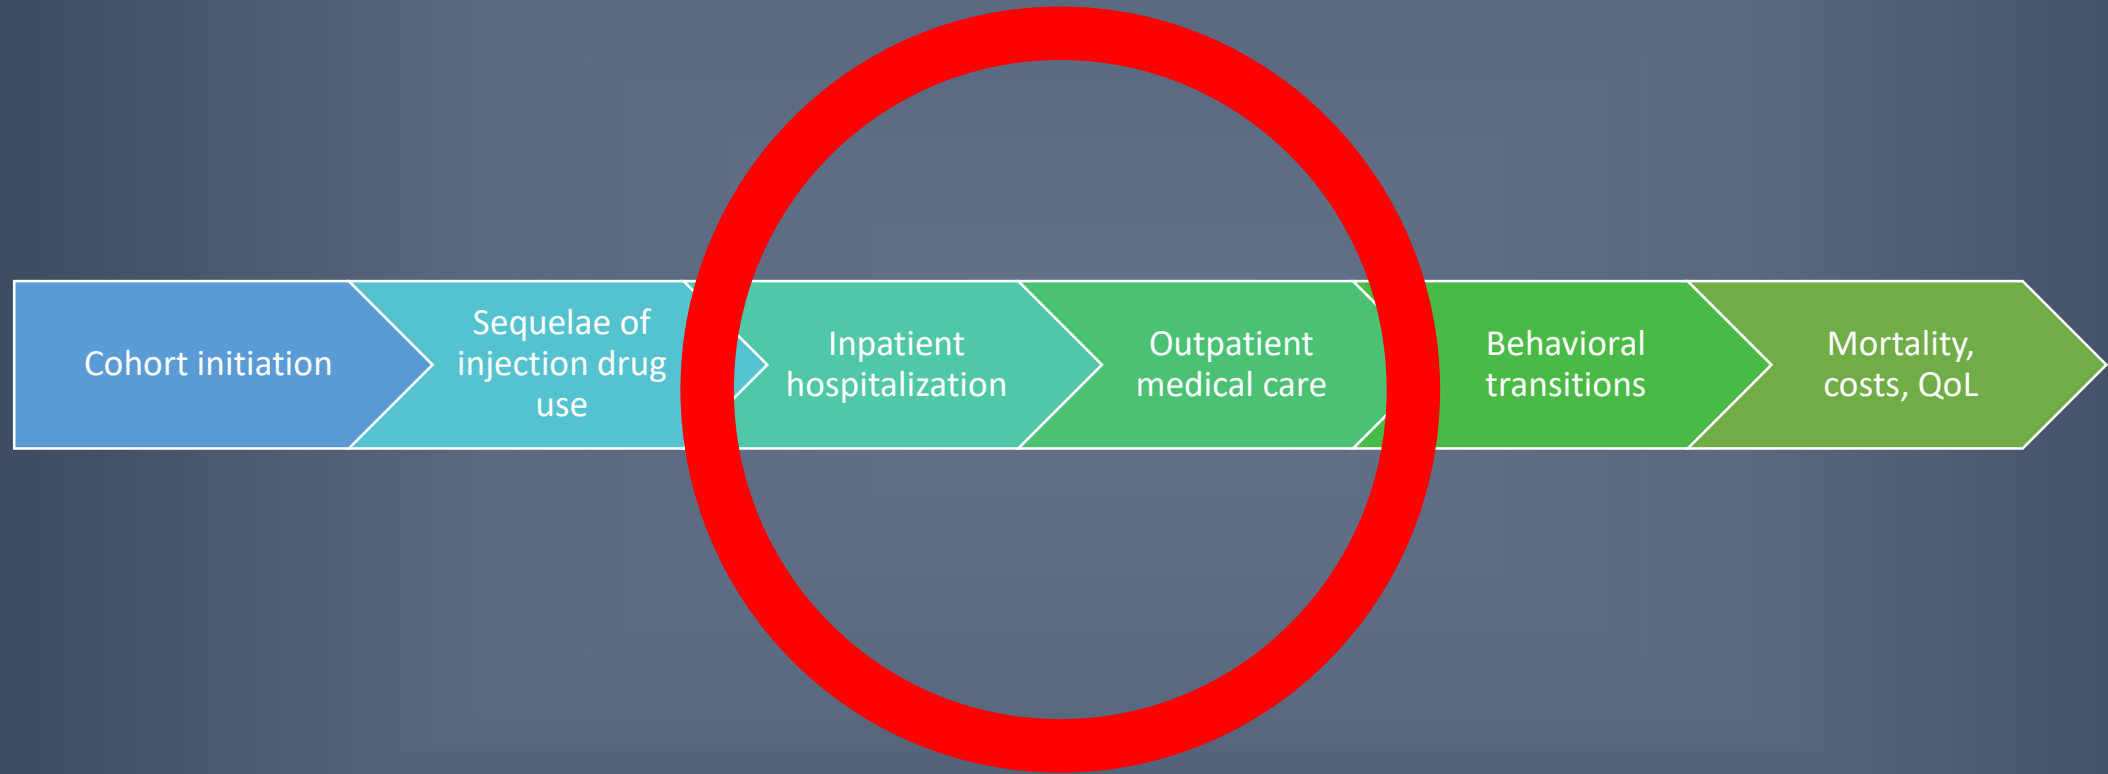 Cohort initiation
Sequelae of
injection drug
use
Inpatient
hospitalization
Outpatient
medical care
Behavioral
transitions
Mortality,
costs, QoL